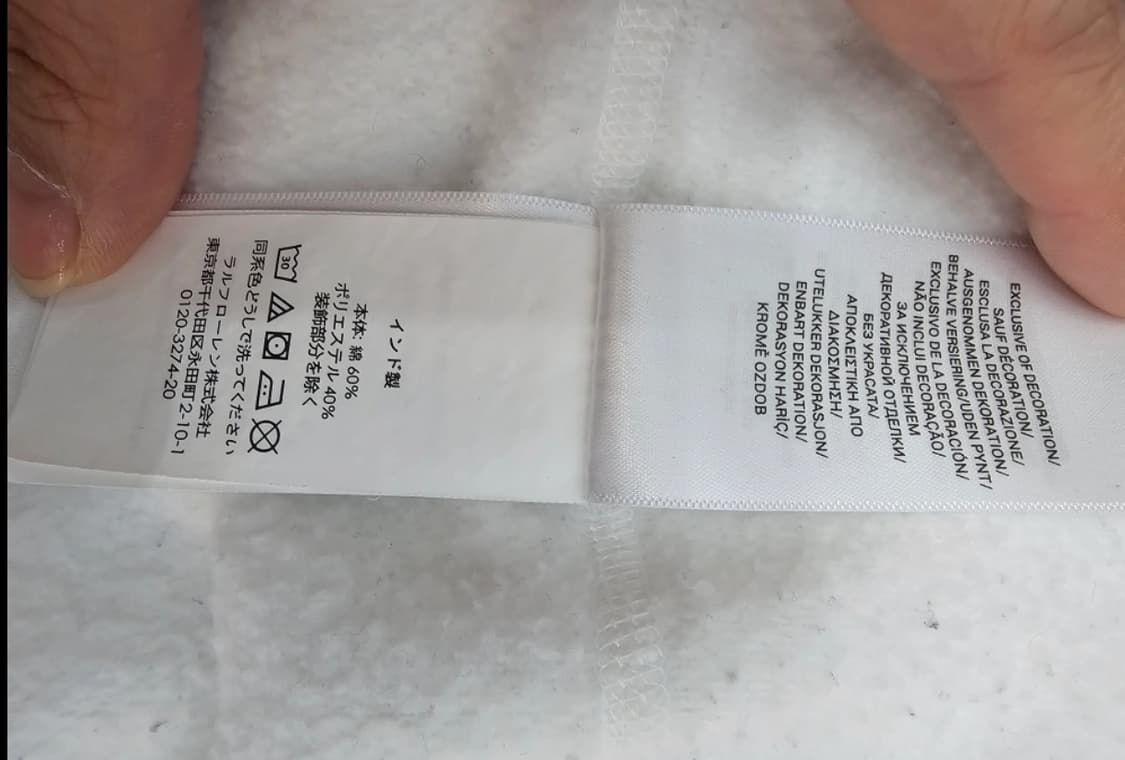 インド製
本体: 綿 60%
ポリエステル 40%
装飾部分を除く
30
同系色どうしで洗ってください
ラルフローレン株式会社
東京都千代田区永田町2-10-1
0120-3274-20
EXCLUSIVE OF DECORATION/
SAUF DÉCORATION/
ESCLUSA LA DECORAZIONE/
AUSGENOMMEN DEKORATION/
BEHALVE VERSIERING/UDEN PYNT/
EXCLUSIVO DE LA DECORACIÓN/
NÃO INCLUI DECORAÇÃO/
ЗА ИСКЛЮЧЕНИЕМ
ДЕКОРАТИВНОЙ ОТДЕЛКИ/
БЕЗ УКРАСАТА/
ΑΠΟΚΛΕΙΣΤΙΚΗ ΑΠΟ
ΔΙΑΚΟΣΜΗΣΗ/
UTELUKKER DEKORASJON/
ENBART DEKORATION/
DEKORASYON HARİÇ/
KROMĚ OZDOB